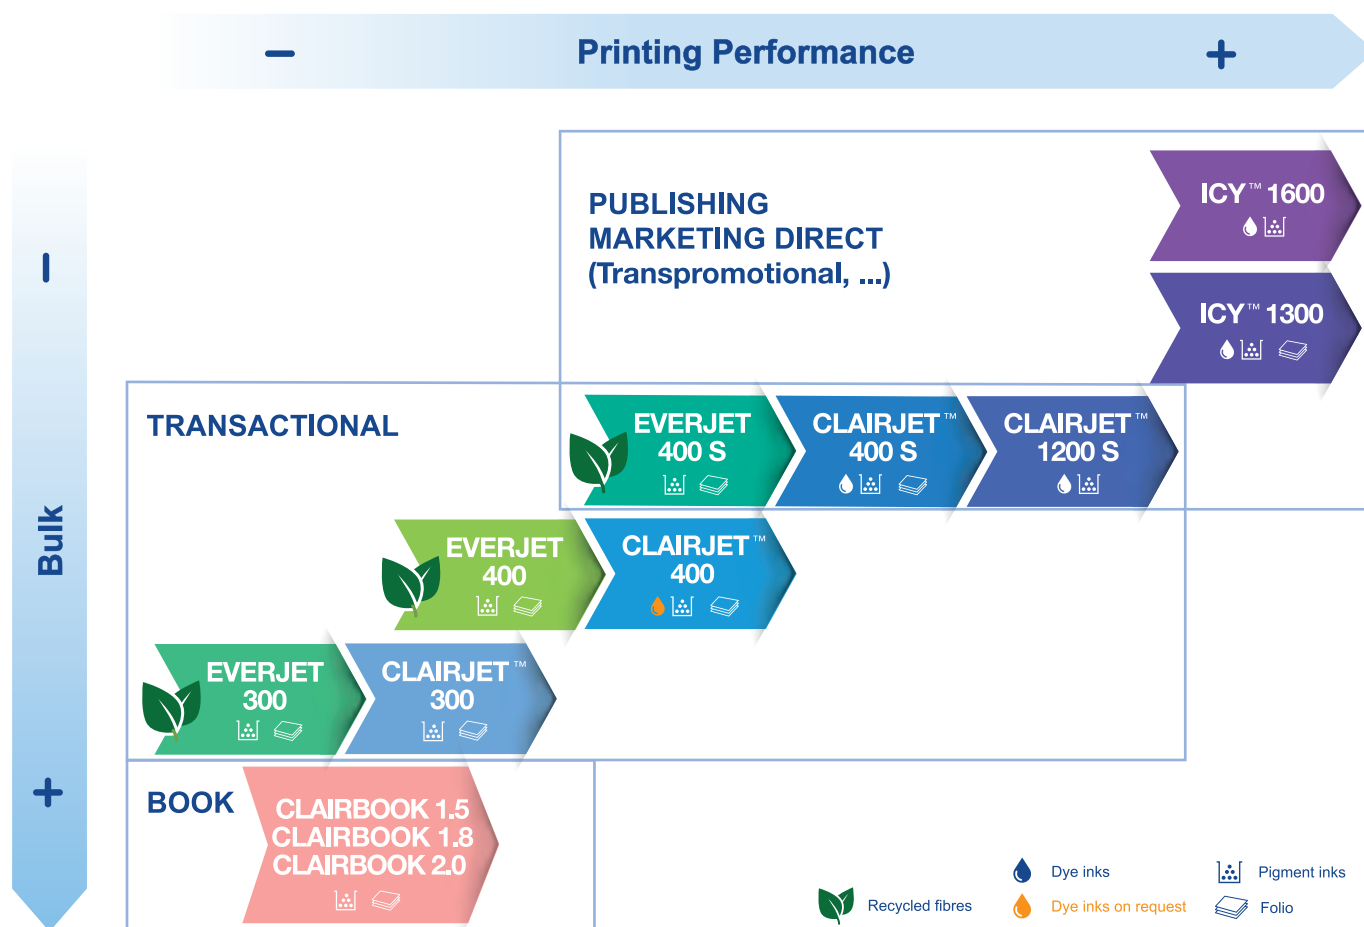 Printing Performance
Bulk
PUBLISHING
MARKETING DIRECT
(Transpromotional, ...)
ICY™ 1600
ICY™ 1300
TRANSACTIONAL
EVERJET
400 S
CLAIRJET™
400 S
CLAIRJET™
1200 S
EVERJET
400
CLAIRJET™
400
EVERJET
300
CLAIRJET™
300
BOOK
CLAIRBOOK 1.5
CLAIRBOOK 1.8
CLAIRBOOK 2.0
Recycled fibres
Dye inks
Dye inks on request
Pigment inks
Folio